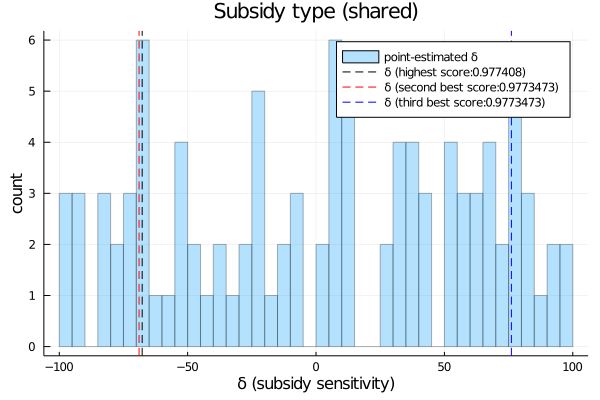 Subsidy type (shared)
point-estimated δ
δ (highest score:0.977408)
δ (second best score:0.9773473)
δ (third best score:0.9773473)
count
6
5
4
3
2
1
0
−100
−50
0
50
100
δ (subsidy sensitivity)